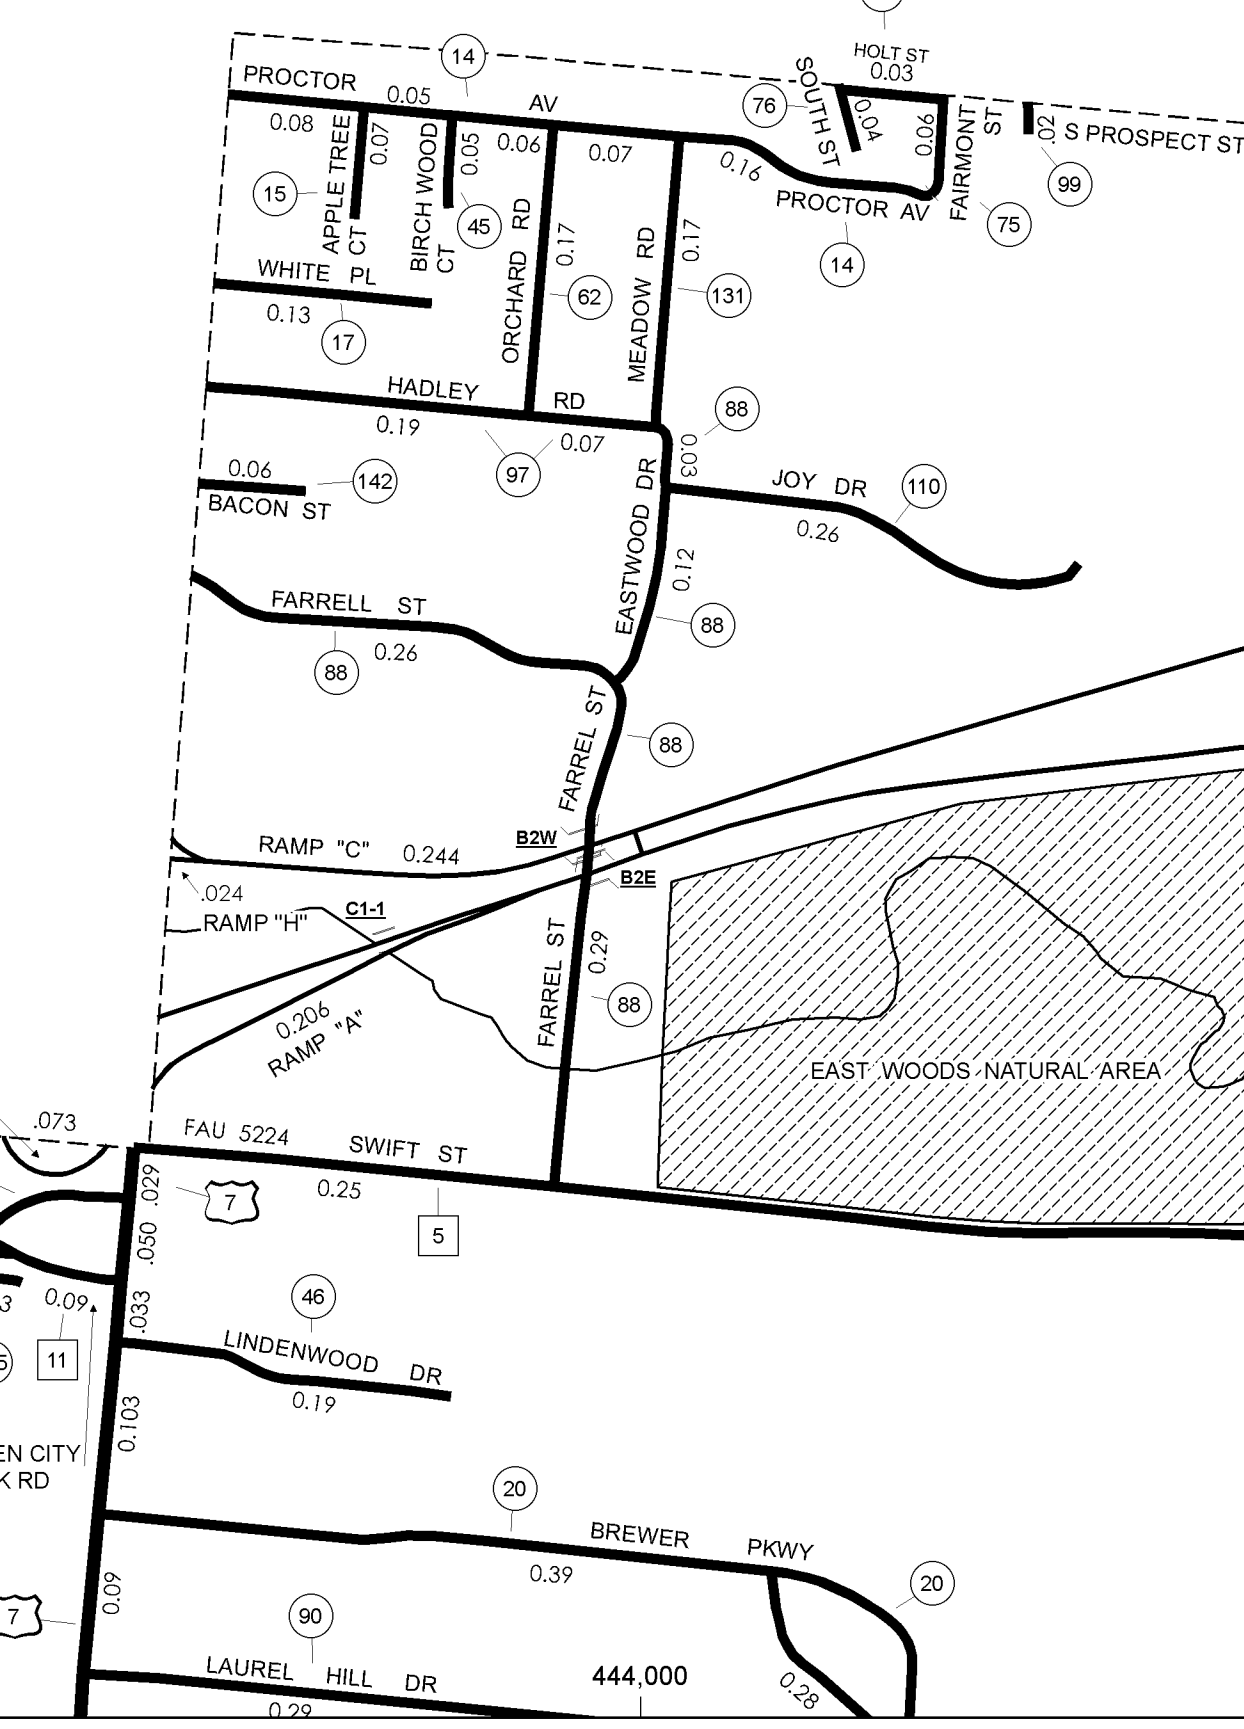 HOLT ST
0.03
14
PROCTOR
0.05
AV
0.08
0.07
APPLE TREE
CT
15
BIRCH WOOD
CT
0.05
45
0.06
0.07
ORCHARD RD
0.17
62
MEADOW RD
0.17
131
0.16
76
SOUTH ST
0.04
0.06
FAIRMONT
ST
.02
S PROSPECT ST
99
75
PROCTOR AV
14
WHITE PL
0.13
17
HADLEY RD
0.19
0.07
97
88
0.03
0.06
142
BACON ST
EASTWOOD DR
0.12
88
JOY DR
110
0.26
FARRELL ST
0.26
88
FARREL ST
88
RAMP "C" 0.244
B2W
B2E
.024
RAMP "H"
C1-1
0.206
RAMP "A"
FARREL ST
0.29
88
EAST WOODS NATURAL AREA
.073
FAU 5224 SWIFT ST
0.25
5
.029
7
.050
.033
3
0.09
11
5
46
LINDENWOOD DR
0.19
0.103
EN CITY
K RD
20
BREWER PKWY
0.39
20
0.09
7
90
LAUREL HILL DR
0.29
444,000
0.28